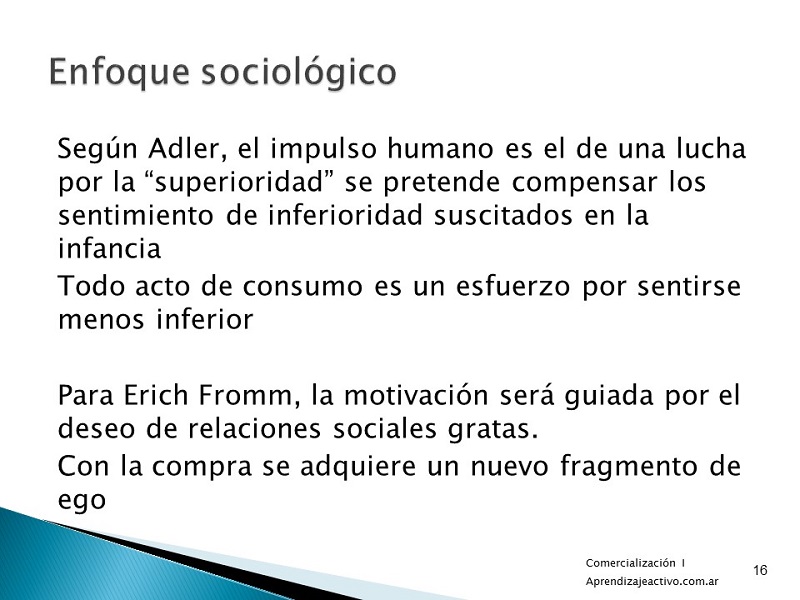 Enfoque sociológico
Según Adler, el impulso humano es el de una lucha
por la “superioridad” se pretende compensar los
sentimiento de inferioridad suscitados en la
infancia
Todo acto de consumo es un esfuerzo por sentirse
menos inferior
Para Erich Fromm, la motivación será guiada por el
deseo de relaciones sociales gratas.
Con la compra se adquiere un nuevo fragmento de
ego
Comercialización I
Aprendizajeactivo.com.ar
16